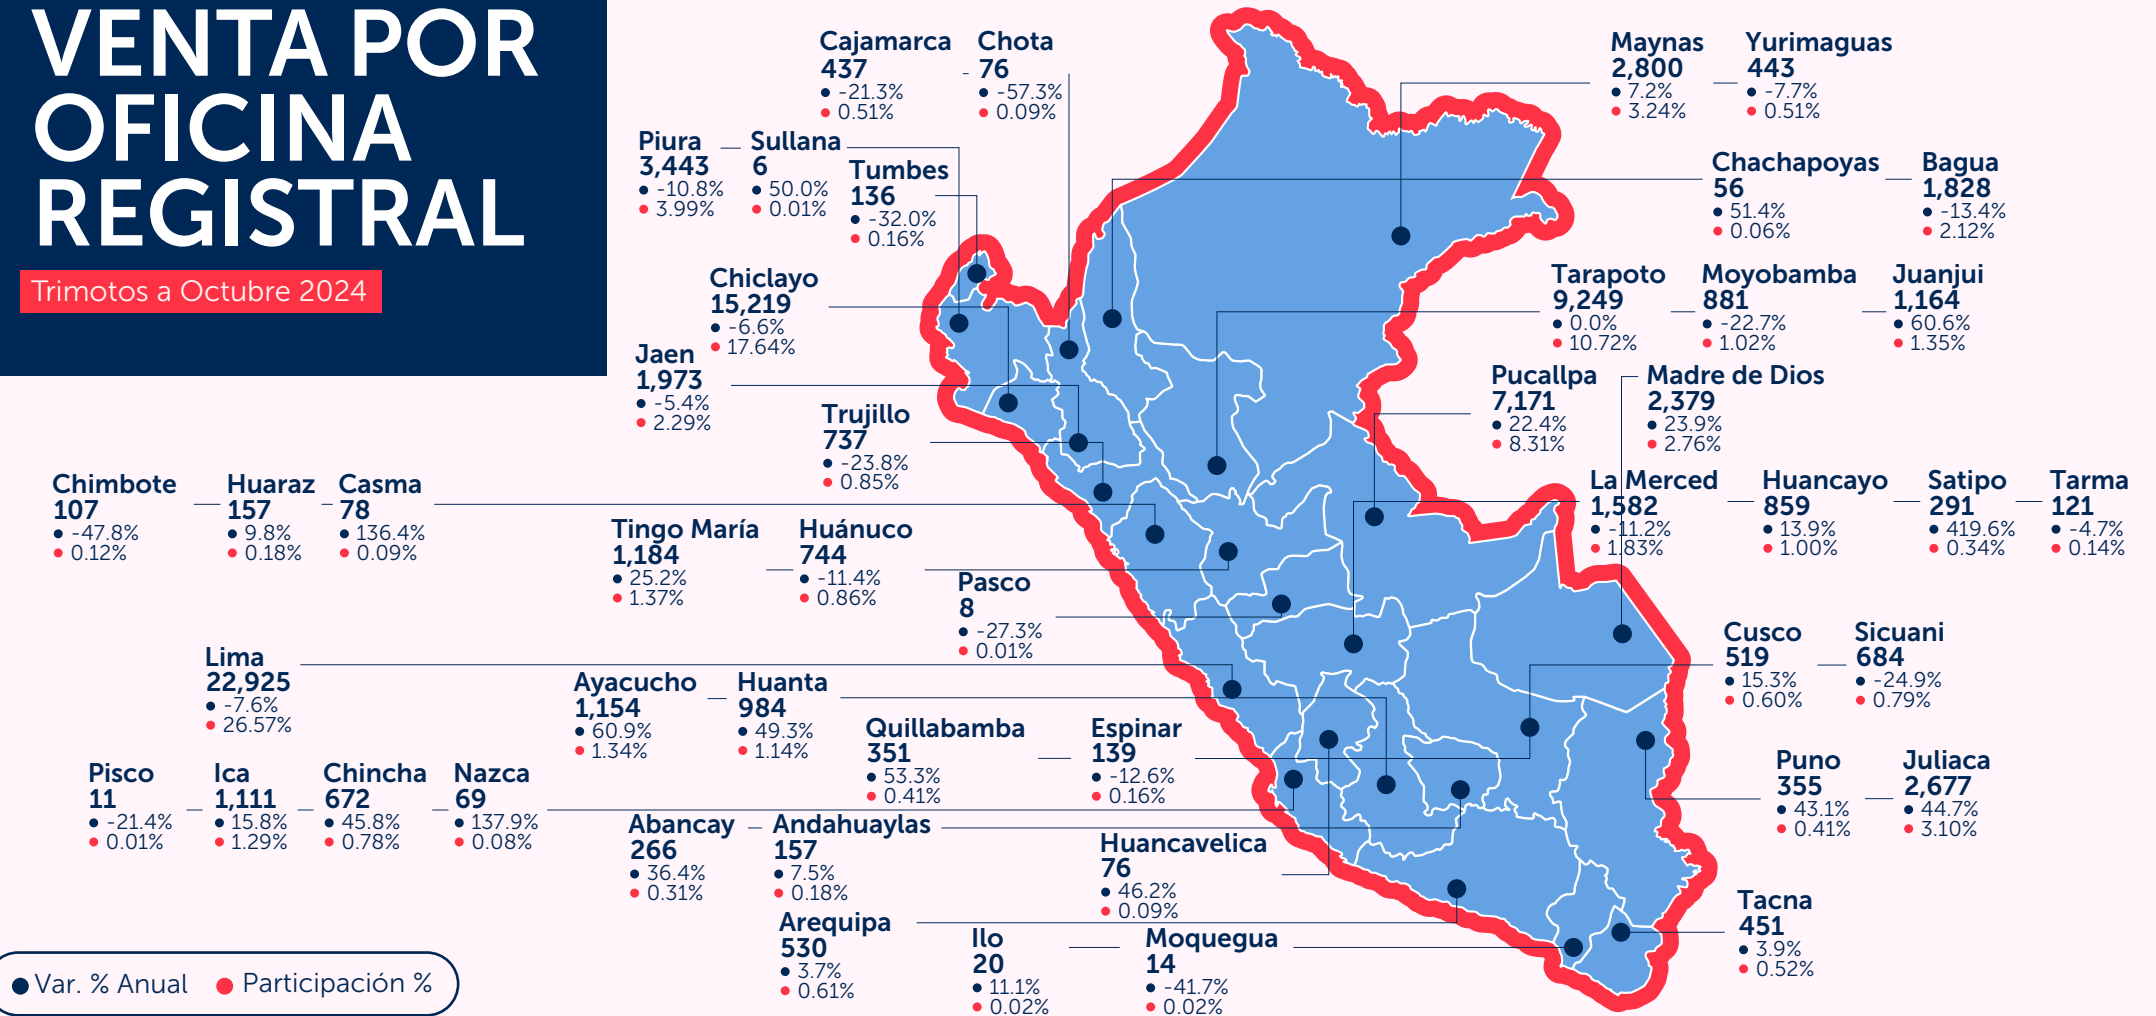 VENTA POR
OFICINA
REGISTRAL
Trimotos a Octubre 2024
Cajamarca
437
-21.3%
0.51%
Chota
76
-57.3%
0.09%
Piura
3,443
-10.8%
3.99%
Sullana
6
50.0%
0.01%
Tumbes
136
-32.0%
0.16%
Chiclayo
15,219
-6.6%
17.64%
Jaen
1,973
-5.4%
2.29%
Trujillo
737
-23.8%
0.85%
Chimbote
107
-47.8%
0.12%
Huaraz
157
9.8%
0.18%
Casma
78
136.4%
0.09%
Tingo María
1,184
25.2%
1.37%
Huánuco
744
-11.4%
0.86%
Pasco
8
-27.3%
0.01%
Lima
22,925
-7.6%
26.57%
Ayacucho
1,154
60.9%
1.34%
Huanta
984
49.3%
1.14%
Quillabamba
351
53.3%
0.41%
Espinar
139
-12.6%
0.16%
Pisco
11
-21.4%
0.01%
Ica
1,111
15.8%
1.29%
Chincha
672
45.8%
0.78%
Nazca
69
137.9%
0.08%
Abancay
266
36.4%
0.31%
Andahuaylas
157
7.5%
0.18%
Huancavelica
76
46.2%
0.09%
Arequipa
530
3.7%
0.61%
Ilo
20
11.1%
0.02%
Moquegua
14
-41.7%
0.02%
Maynas
2,800
7.2%
3.24%
Yurimaguas
443
-7.7%
0.51%
Chachapoyas
56
51.4%
0.06%
Bagua
1,828
-13.4%
2.12%
Tarapoto
9,249
0.0%
10.72%
Moyobamba
881
-22.7%
1.02%
Juanjui
1,164
60.6%
1.35%
Pucallpa
7,171
22.4%
8.31%
Madre de Dios
2,379
23.9%
2.76%
La Merced
1,582
-11.2%
1.83%
Huancayo
859
13.9%
1.00%
Satipo
291
419.6%
0.34%
Tarma
121
-4.7%
0.14%
Cusco
519
15.3%
0.60%
Sicuani
684
-24.9%
0.79%
Puno
355
43.1%
0.41%
Juliaca
2,677
44.7%
3.10%
Tacna
451
3.9%
0.52%
Var. % Anual
Participación %